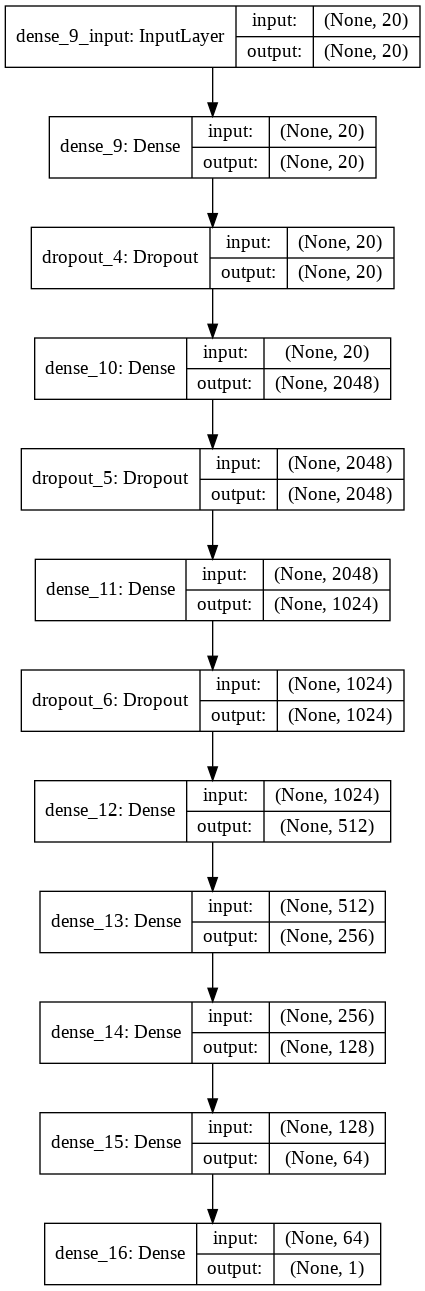 dense_9_input: InputLayer
input: (None, 20)
output: (None, 20)
dense_9: Dense
input: (None, 20)
output: (None, 20)
dropout_4: Dropout
input: (None, 20)
output: (None, 20)
dense_10: Dense
input: (None, 20)
output: (None, 2048)
dropout_5: Dropout
input: (None, 2048)
output: (None, 2048)
dense_11: Dense
input: (None, 2048)
output: (None, 1024)
dropout_6: Dropout
input: (None, 1024)
output: (None, 1024)
dense_12: Dense
input: (None, 1024)
output: (None, 512)
dense_13: Dense
input: (None, 512)
output: (None, 256)
dense_14: Dense
input: (None, 256)
output: (None, 128)
dense_15: Dense
input: (None, 128)
output: (None, 64)
dense_16: Dense
input: (None, 64)
output: (None, 1)